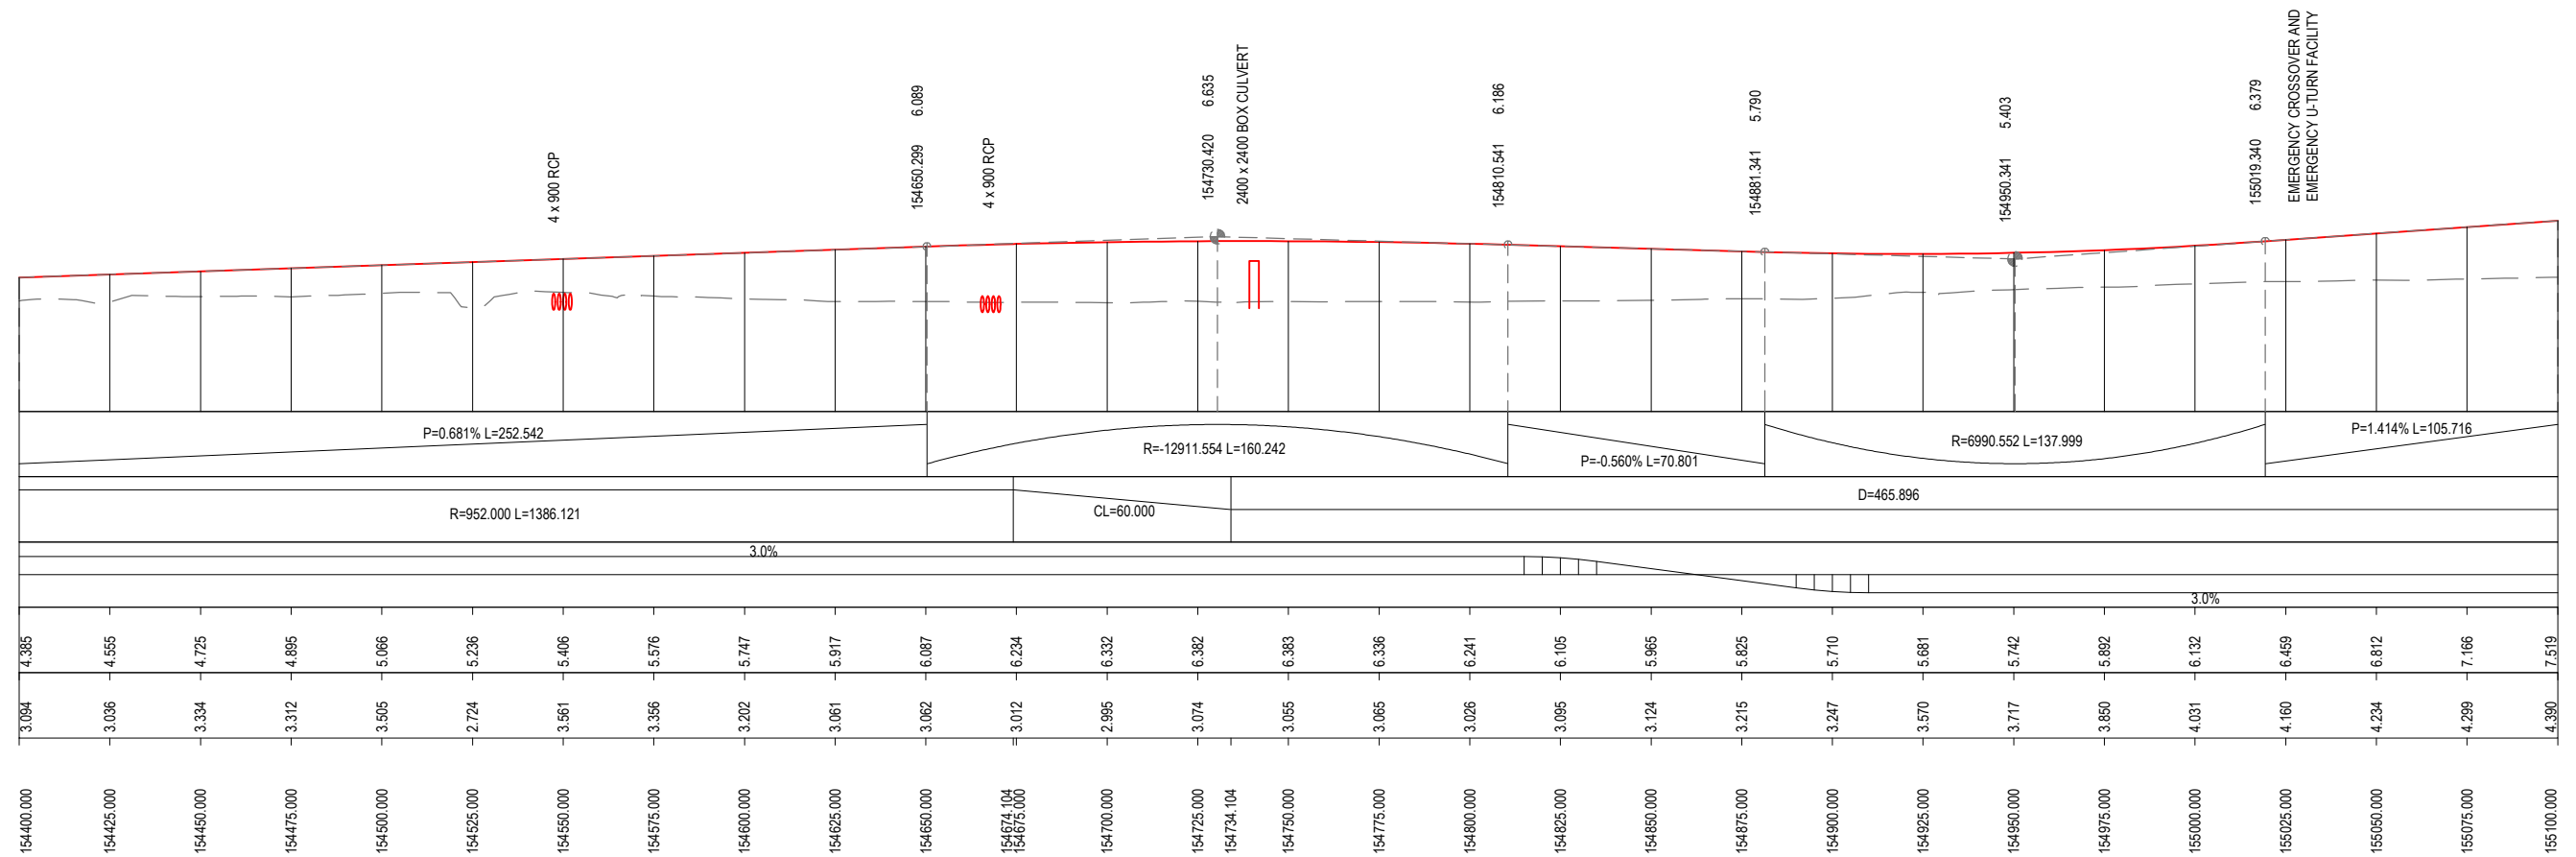 4 x 900 RCP
154650.299 6.089
4 x 900 RCP
154730.420 6.635
2400 x 2400 BOX CULVERT
154810.541 6.186
154881.341 5.790
154950.341 5.403
155019.340 6.379
EMERGENCY CROSSOVER AND
EMERGENCY U-TURN FACILITY
P=0.681% L=252.542
R=-12911.554 L=160.242
P=-0.560% L=70.801
R=6990.552 L=137.999
P=1.414% L=105.716
R=952.000 L=1386.121
CL=60.000
D=465.896
3.0%
3.0%
4.385 4.555 4.725 4.895 5.066 5.236 5.406 5.576 5.747 5.917 6.087 6.234 6.332 6.382 6.383 6.336 6.241 6.105 5.965 5.825 5.710 5.681 5.742 5.892 6.132 6.459 6.812 7.166 7.519
3.094 3.036 3.334 3.312 3.505 2.724 3.561 3.356 3.202 3.061 3.062 3.012 2.995 3.074 3.055 3.065 3.026 3.095 3.124 3.215 3.247 3.570 3.717 3.850 4.031 4.160 4.234 4.299 4.390
154400.000 154425.000 154450.000 154475.000 154500.000 154525.000 154550.000 154575.000 154600.000 154625.000 154650.000 154674.104 154675.000 154700.000 154725.000 154734.104 154750.000 154775.000 154800.000 154825.000 154850.000 154875.000 154900.000 154925.000 154950.000 154975.000 155000.000 155025.000 155050.000 155075.000 155100.000